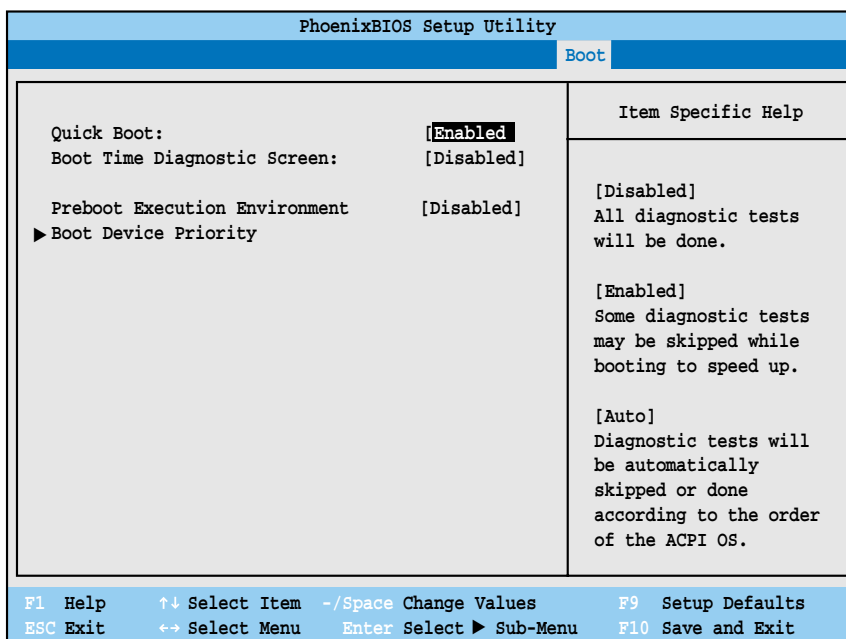 PhoenixBIOS Setup Utility
Boot
Quick Boot: [Enabled
Boot Time Diagnostic Screen: [Disabled]
Preboot Execution Environment [Disabled]
▶Boot Device Priority
Item Specific Help
[Disabled]
All diagnostic tests
will be done.
[Enabled]
Some diagnostic tests
may be skipped while
booting to speed up.
[Auto]
Diagnostic tests will
be automatically
skipped or done
according to the order
of the ACPI OS.
F1 Help ↑↓ Select Item -/Space Change Values F9 Setup Defaults
ESC Exit ←→ Select Menu Enter Select ▶ Sub-Menu F10 Save and Exit